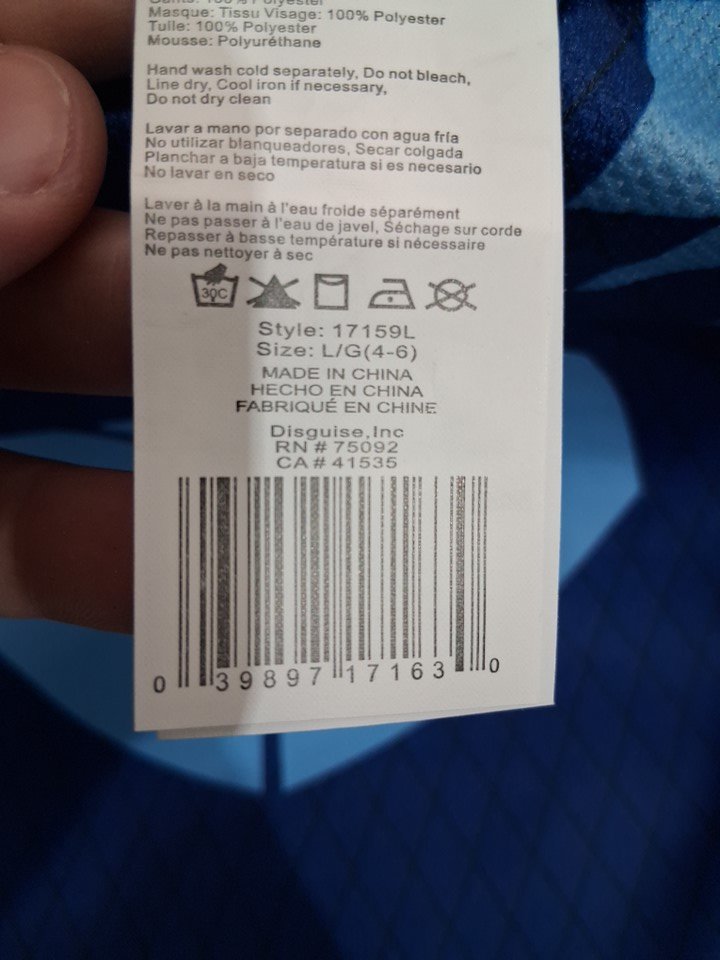 Masque: Tissu Visage: 100% Polyester
Tulle: 100% Polyester
Mousse: Polyuréthane
Hand wash cold separately, Do not bleach,
Line dry, Cool iron if necessary,
Do not dry clean
Lavar a mano por separado con agua fría
No utilizar blanqueadores, Secar colgada
Planchar a baja temperatura si es necesario
No lavar en seco
Laver à la main à l'eau froide séparément
Ne pas passer à l'eau de javel, Séchage sur corde
Repasser à basse température si nécessaire
Ne pas nettoyer à sec
30C
Style: 17159L
Size: L/G(4-6)
MADE IN CHINA
HECHO EN CHINA
FABRIQUÉ EN CHINE
Disguise,Inc
RN # 75092
CA # 41535
0 39897 17163 0